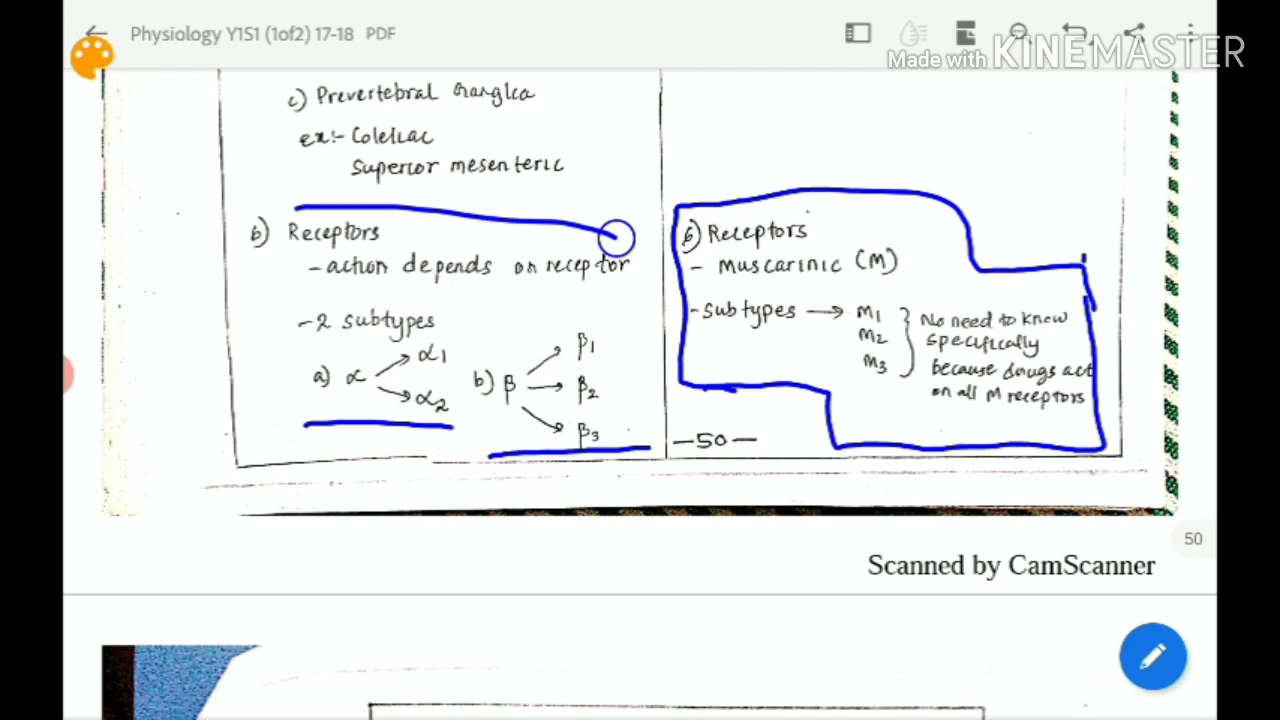 Physiology Y1S1 (1of2) 17-18 PDF
Made with KINEMASTER
c) Prevertebral Ganglia
ex:- Coleliac
Superior mesenteric
b) Receptors
- action depends on receptor
- 2 subtypes
a) α → α1
→ α2
b) β → β1
→ β2
→ β3
b) Receptors
- Muscarinic (M)
- Subtypes → M1
M2
M3
No need to know
specifically
because drugs act
on all M receptors
-50-
50
Scanned by CamScanner